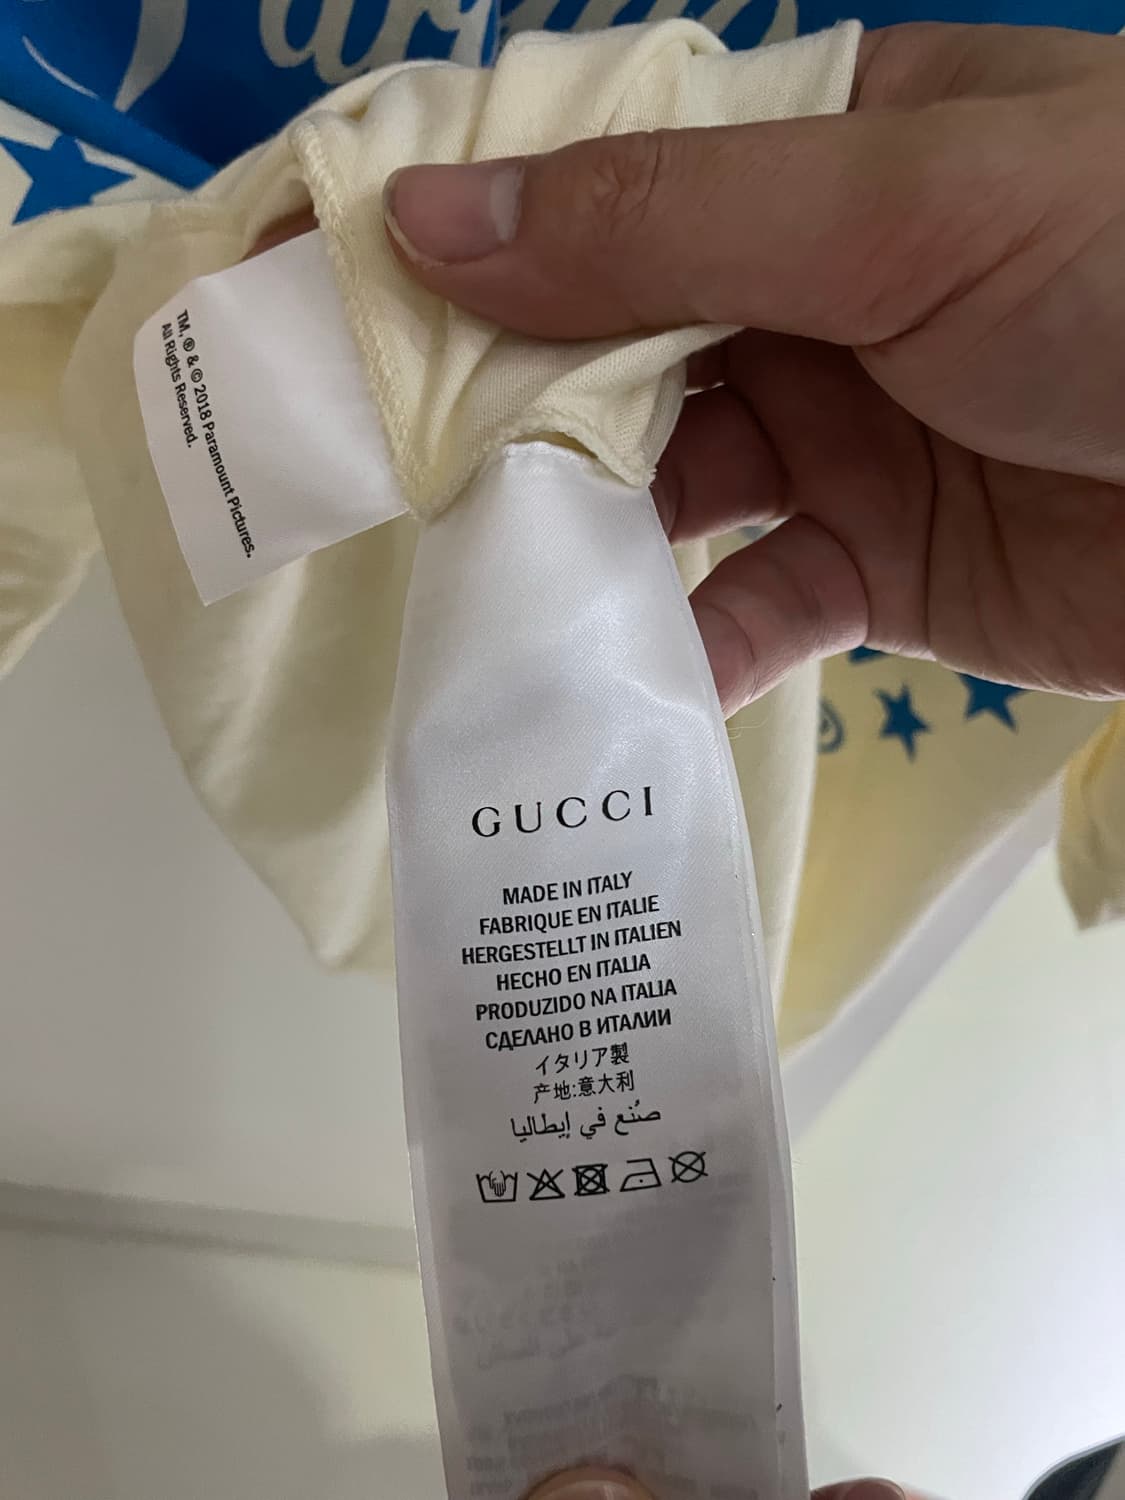 TM, ® & © 2018 Paramount Pictures.
All Rights Reserved.
GUCCI
MADE IN ITALY
FABRIQUE EN ITALIE
HERGESTELLT IN ITALIEN
HECHO EN ITALIA
PRODUZIDO NA ITALIA
СДЕЛАНО В ИТАЛИИ
イタリア製
产地:意大利
صُنع في إيطاليا